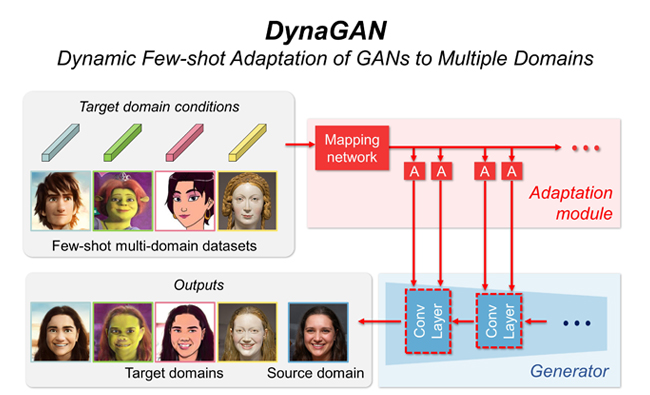 DynaGAN
Dynamic Few-shot Adaptation of GANs to Multiple Domains
Target domain conditions
Few-shot multi-domain datasets
Mapping
network
A A A A
Adaptation
module
Outputs
Target domains
Source domain
Conv
Layer
Conv
Layer
Generator